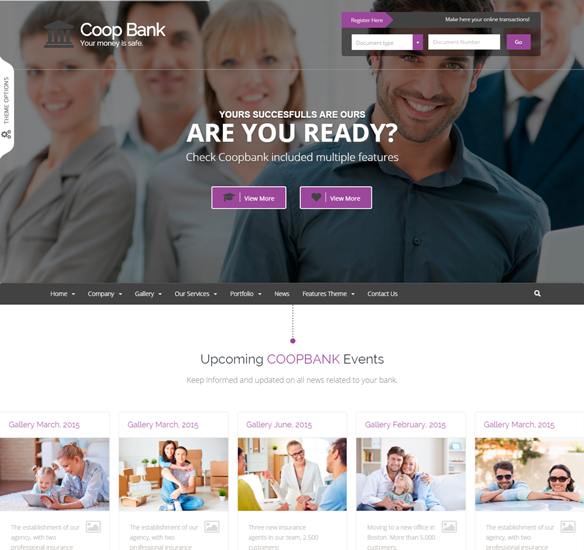 Register Here
Make here your online transactions!
Coop Bank
Your money is safe.
Document type
Document Number
Go
THEME OPTIONS
YOURS SUCCESFULLS ARE OURS
ARE YOU READY?
Check Coopbank included multiple features
View More
View More
Home
Company
Gallery
Our Services
Portfolio
News
Features Theme
Contact Us
Upcoming COOPBANK Events
Keep informed and updated on all news related to your bank.
Gallery March, 2015
Gallery March, 2015
Gallery June, 2015
Gallery February, 2015
Gallery March, 2015
The establishment of our
agency, with two
professional insurance
The establishment of our
agency, with two
professional insurance
Three new insurance
agents in our team, 2.500
customers!
Moving to a new office in
Boston. More than 5.000
customers.
The establishment of our
agency, with two
professional insurance